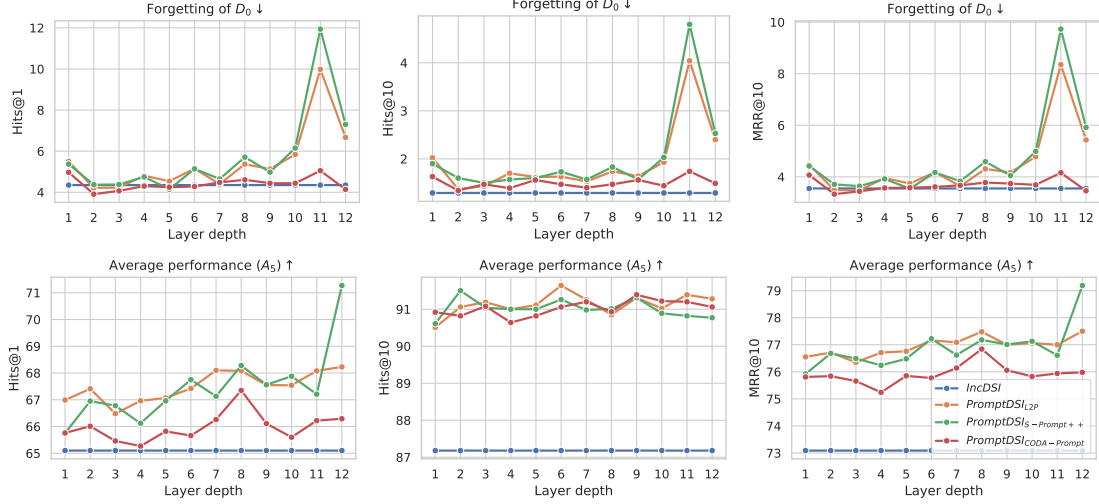 Forgetting of D₀ ↓
Forgetting of D₀ ↓
Forgetting of D₀ ↓
12
10
8
6
4
Hits@1
1 2 3 4 5 6 7 8 9 10 11 12
Layer depth
4
3
2
Hits@10
1 2 3 4 5 6 7 8 9 10 11 12
Layer depth
10
8
6
4
MRR@10
1 2 3 4 5 6 7 8 9 10 11 12
Layer depth
Average performance (A₅) ↑
71
70
69
68
67
66
65
Hits@1
1 2 3 4 5 6 7 8 9 10 11 12
Layer depth
Average performance (A₅) ↑
91
90
89
88
87
Hits@10
1 2 3 4 5 6 7 8 9 10 11 12
Layer depth
Average performance (A₅) ↑
79
78
77
76
75
74
73
MRR@10
IncDSI
PromptDSI_L2P
PromptDSI_S−Prompt++
PromptDSI_CODA−Prompt
1 2 3 4 5 6 7 8 9 10 11 12
Layer depth